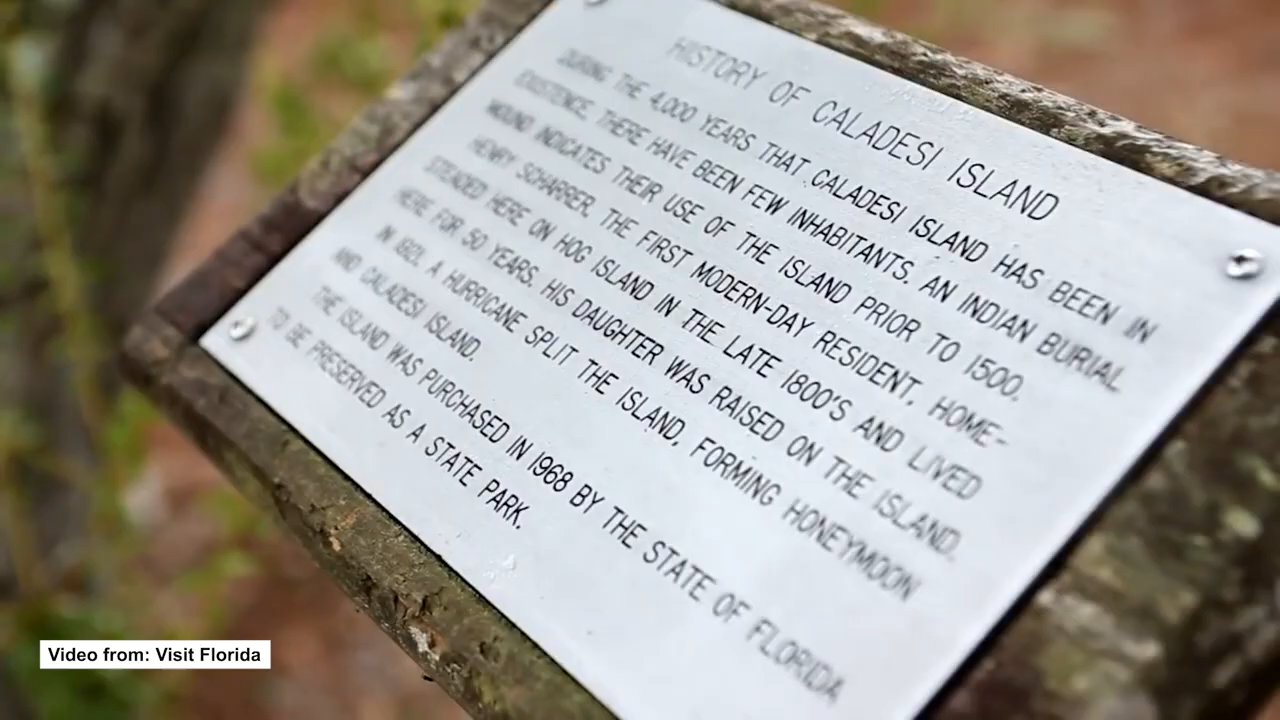 HISTORY OF CALADESI ISLAND
DURING THE 4,000 YEARS THAT CALADESI ISLAND HAS BEEN IN
EXISTENCE, THERE HAVE BEEN FEW INHABITANTS. AN INDIAN BURIAL
MOUND INDICATES THEIR USE OF THE ISLAND PRIOR TO 1500.
HENRY SCHARRER, THE FIRST MODERN-DAY RESIDENT, HOME-
STEADED HERE ON HOG ISLAND IN THE LATE 1800'S AND LIVED
HERE FOR 50 YEARS. HIS DAUGHTER WAS RAISED ON THE ISLAND.
IN 1921, A HURRICANE SPLIT THE ISLAND, FORMING HONEYMOON
AND CALADESI ISLAND.
THE ISLAND WAS PURCHASED IN 1968 BY THE STATE OF FLORIDA
TO BE PRESERVED AS A STATE PARK.
Video from: Visit Florida